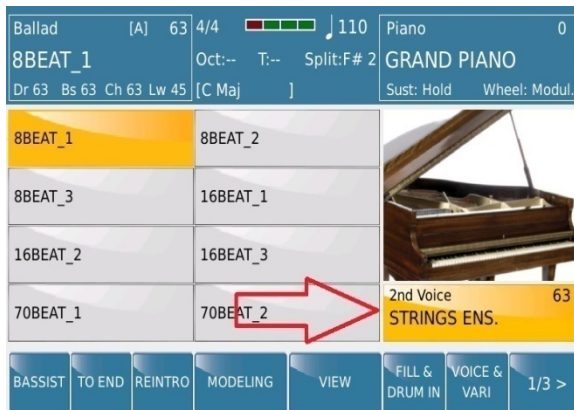 Ballad [A] 63
8BEAT_1
Dr 63 Bs 63 Ch 63 Lw 45
4/4 110
Oct:-- T:-- Split:F# 2
[C Maj ]
Piano 0
GRAND PIANO
Sust: Hold Wheel: Modul.
8BEAT_1 8BEAT_2
8BEAT_3 16BEAT_1
16BEAT_2 16BEAT_3
70BEAT_1 70BEAT_2
2nd Voice 63
STRINGS ENS.
BASSIST TO END REINTRO MODELING VIEW FILL & VOICE & 1/3 >
DRUM IN VARI